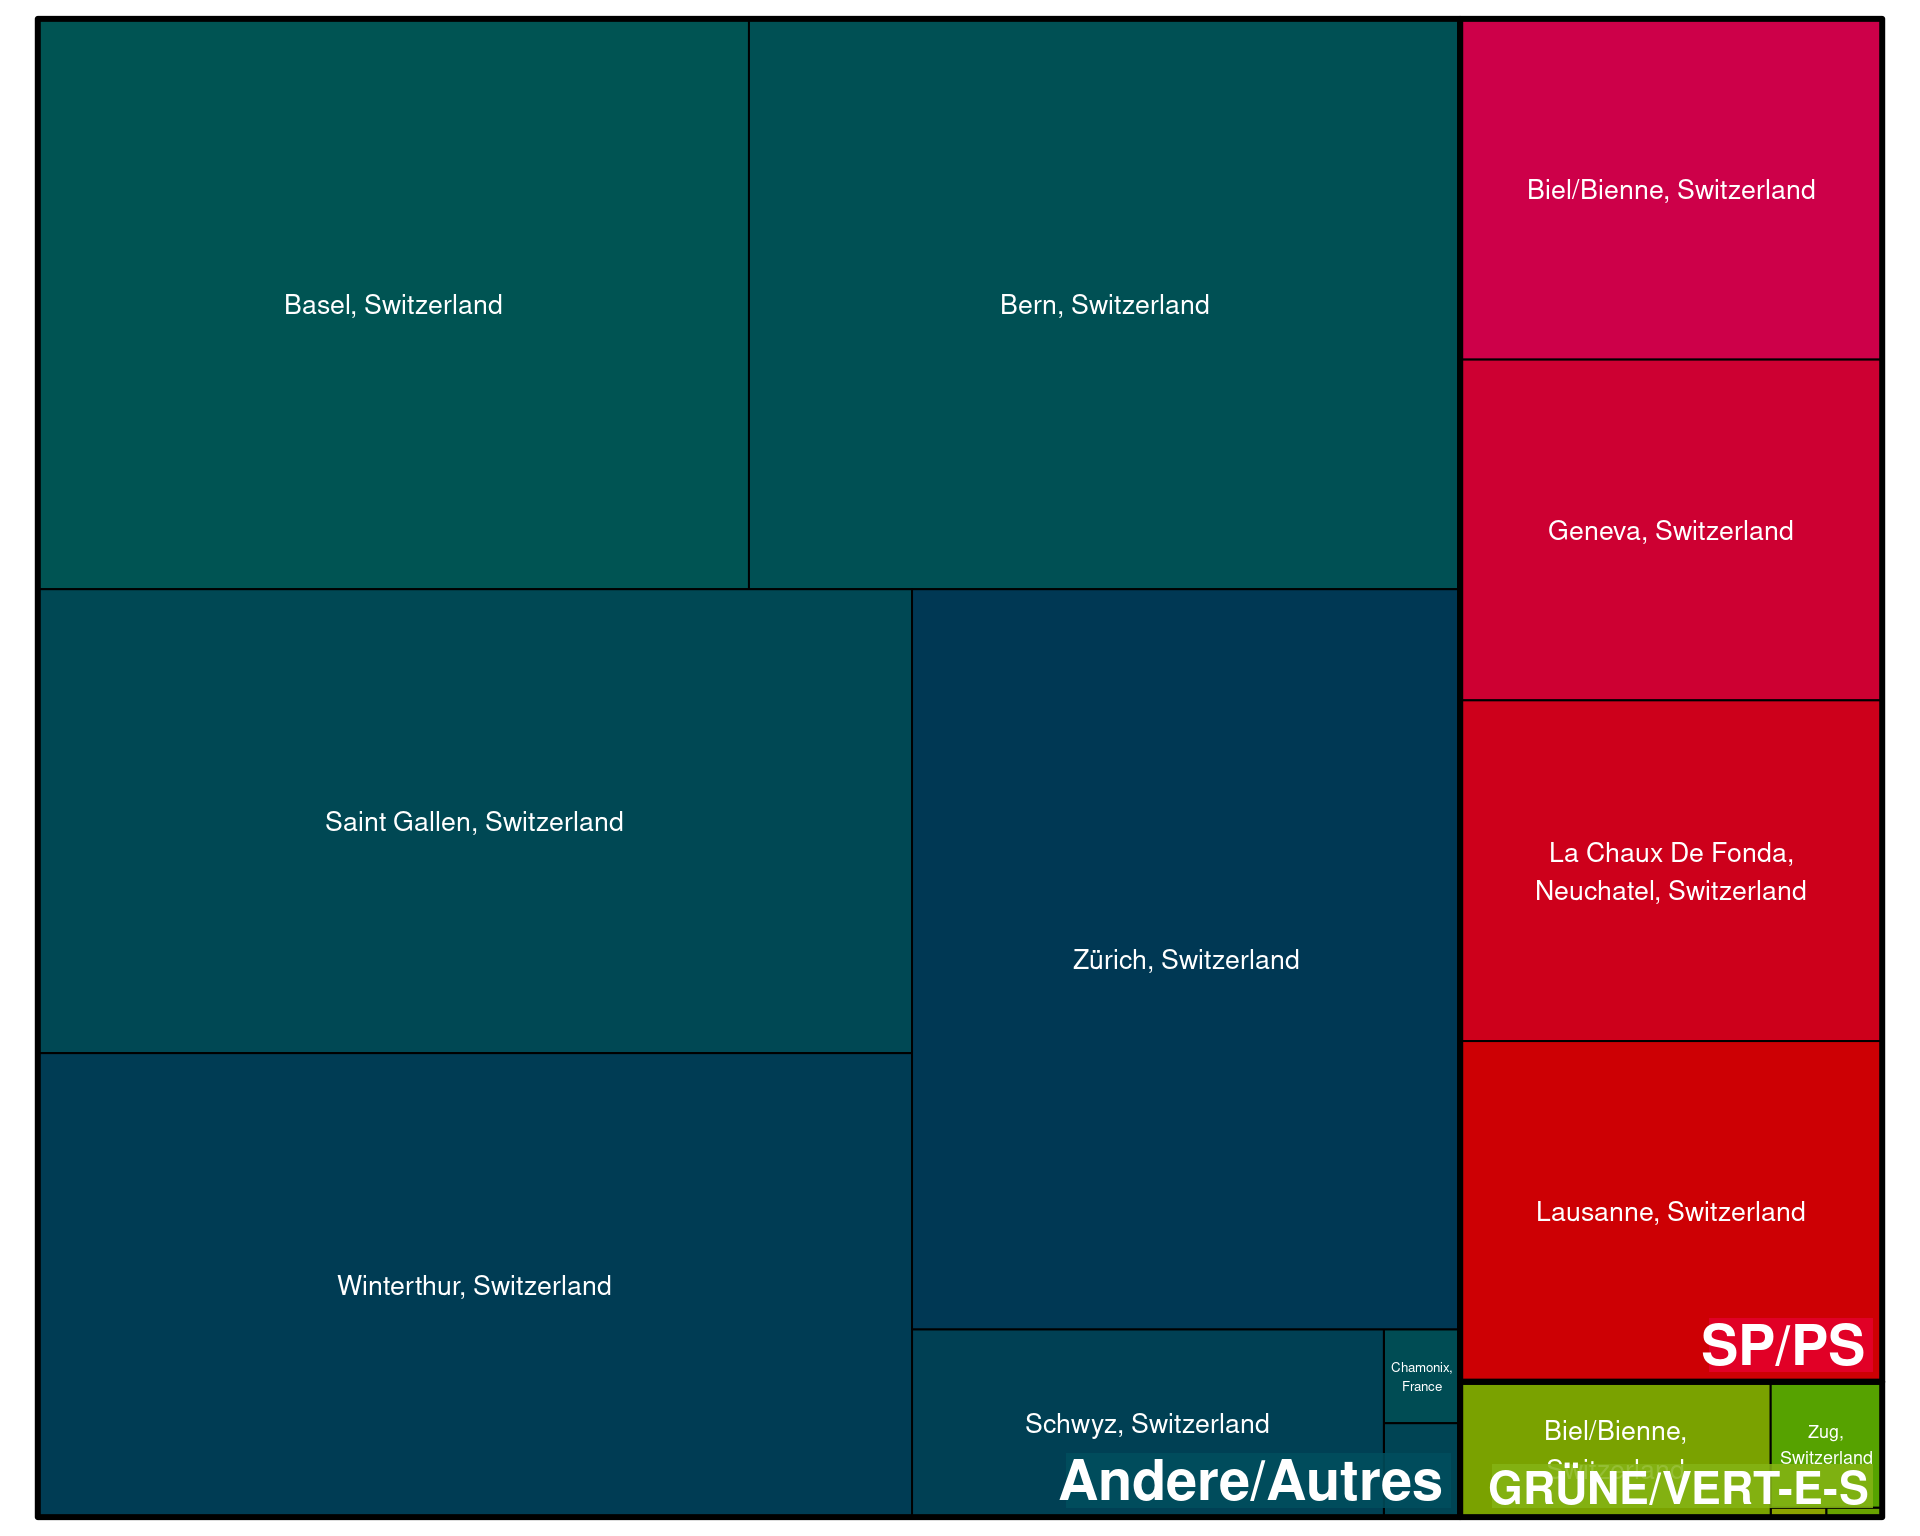 Basel, Switzerland
Bern, Switzerland
Biel/Bienne, Switzerland
Geneva, Switzerland
Saint Gallen, Switzerland
La Chaux De Fonda,
Neuchatel, Switzerland
Zürich, Switzerland
Lausanne, Switzerland
Winterthur, Switzerland
SP/PS
Chamonix,
France
Schwyz, Switzerland
Andere/Autres
Biel/Bienne,
Switzerland
Zug,
Switzerland
GRÜNE/VERT-E-S